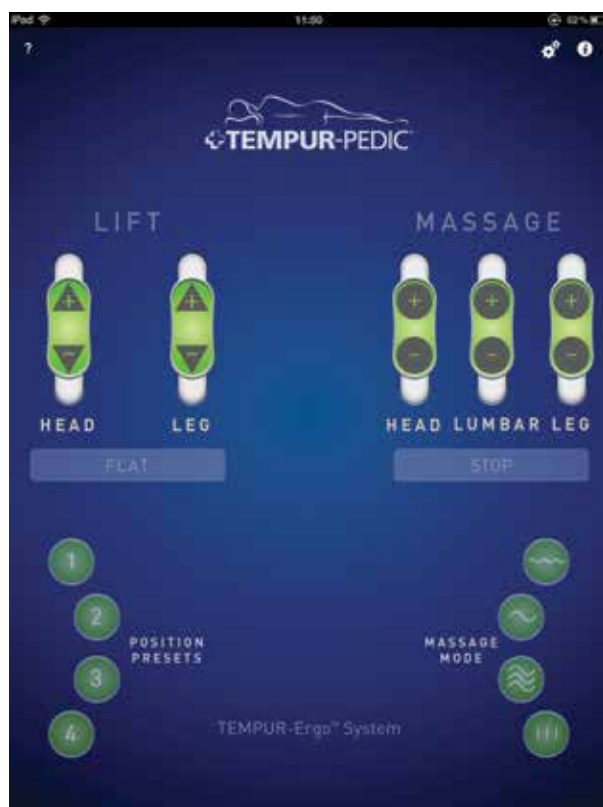 iPad 11:50 62%
?
TEMPUR-PEDIC
LIFT MASSAGE
+ + + + +
- - - - -
HEAD LEG HEAD LUMBAR LEG
FLAT STOP
1
2
POSITION
PRESETS
MASSAGE
MODE
3
4
TEMPUR-Ergo™ System